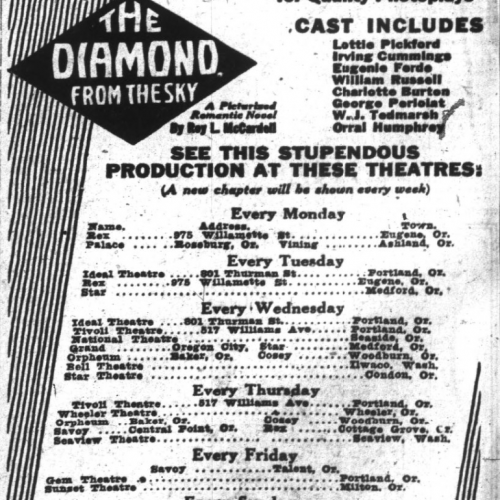 for Quality Photoplays
THE
DIAMOND
FROM THE SKY
A Picturized
Romantic Novel
By Roy L. McCardell
CAST INCLUDES
Lottie Pickford
Irving Cummings
Eugenie Forde
William Russell
Charlotte Burton
George Periolat
W. J. Tedmarsh
Orral Humphrey
SEE THIS STUPENDOUS
PRODUCTION AT THESE THEATRES:
(A new chapter will be shown every week)
Every Monday
Name. Address. Town.
Rex ......975 Willamette St......Eugene, Or.
Palace ......Roseburg, Or. Vining ......Ashland, Or.
Every Tuesday
Ideal Theatre ......801 Thurman St......Portland, Or.
Rex ......975 Willamette St......Eugene, Or.
Star ......Medford, Or.
Every Wednesday
Ideal Theatre ....801 Thurman St......Portland, Or.
Tivoli Theatre......517 Williams Ave....Portland, Or.
National Theatre ......Seaside, Or.
Grand ......Oregon City, Star ......Medford, Or.
Orpheum ......Baker, Or, Cosey ......Woodburn, Or.
Bell Theatre ......Ilwaco, Wash.
Star Theatre ......Condon, Or.
Every Thursday
Tivoli Theatre......517 Williams Ave....Portland, Or.
Wheeler Theatre ......Wheeler, Or.
Orpheum ...Baker, Or. Cosey ......Woodburn, Or.
Savoy ....Central Point, Or. Rex ....Cottage Grove, Or.
Seaview Theatre......Seaview, Wash.
Every Friday
Savoy ......Talent, Or.
Gem Theatre ......Portland, Or.
Sunset Theatre ......Milton, Or.